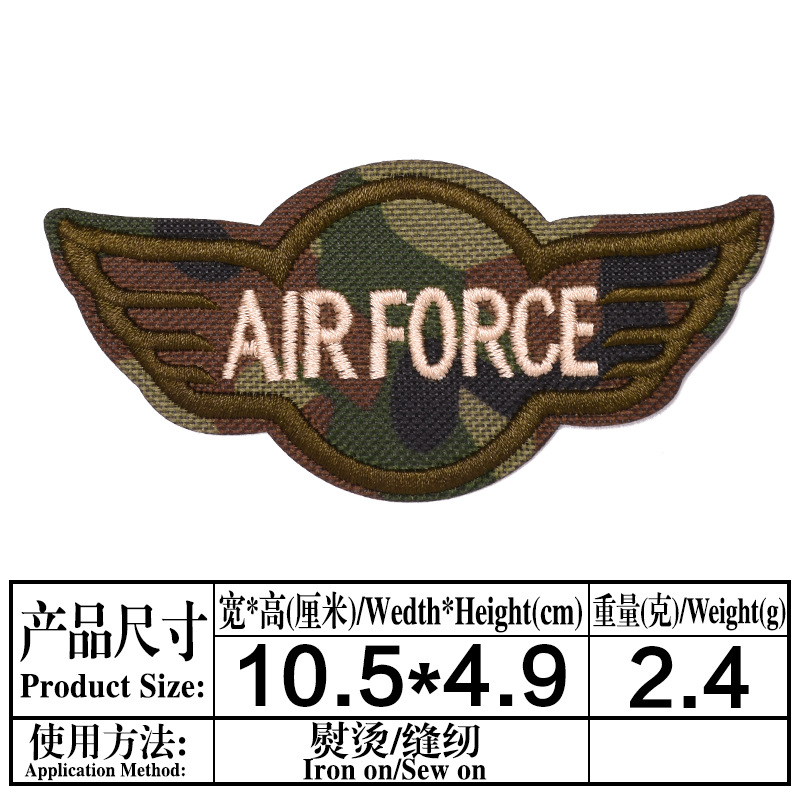 AIR FORCE
产品尺寸
Product Size:
宽*高(厘米)/Wedth*Height(cm)
10.5*4.9
重量(克)/Weight(g)
2.4
使用方法:
Application Method:
熨烫/缝纫
Iron on/Sew on